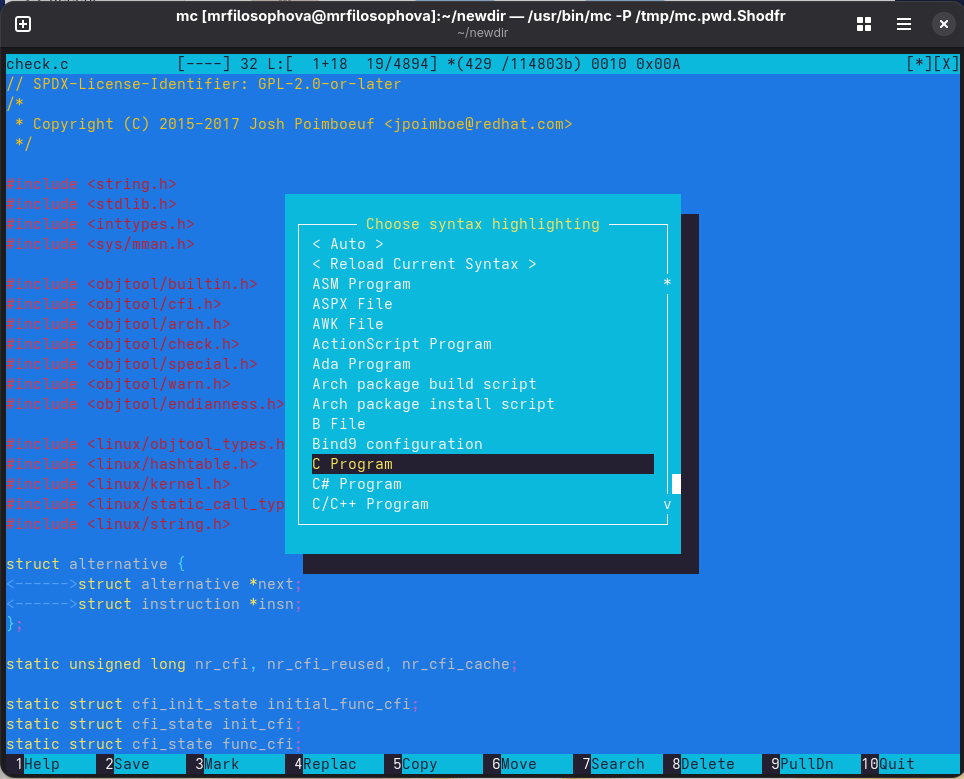 mc [mrfilosophova@mrfilosophova]:~/newdir — /usr/bin/mc -P /tmp/mc.pwd.Shodfr
~/newdir
check.c [----] 32 L:[ 1+18 19/4894] *(429 /114803b) 0010 0x00A [*][X]
// SPDX-License-Identifier: GPL-2.0-or-later
/*
* Copyright (C) 2015-2017 Josh Poimboeuf <jpoimboe@redhat.com>
*/
#include <string.h>
#include <stdlib.h>
#include <inttypes.h>
#include <sys/mman.h>
#include <objtool/builtin.h>
#include <objtool/cfi.h>
#include <objtool/arch.h>
#include <objtool/check.h>
#include <objtool/special.h>
#include <objtool/warn.h>
#include <objtool/endianness.h>
#include <linux/objtool_types.h
#include <linux/hashtable.h>
#include <linux/kernel.h>
#include <linux/static_call_typ
#include <linux/string.h>
Choose syntax highlighting
< Auto >
< Reload Current Syntax >
ASM Program *
ASPX File
AWK File
ActionScript Program
Ada Program
Arch package build script
Arch package install script
B File
Bind9 configuration
C Program
C# Program
C/C++ Program v
struct alternative {
<------>struct alternative *next;
<------>struct instruction *insn;
};
static unsigned long nr_cfi, nr_cfi_reused, nr_cfi_cache;
static struct cfi_init_state initial_func_cfi;
static struct cfi_state init_cfi;
static struct cfi_state func_cfi;
1Help 2Save 3Mark 4Replac 5Copy 6Move 7Search 8Delete 9PullDn 10Quit